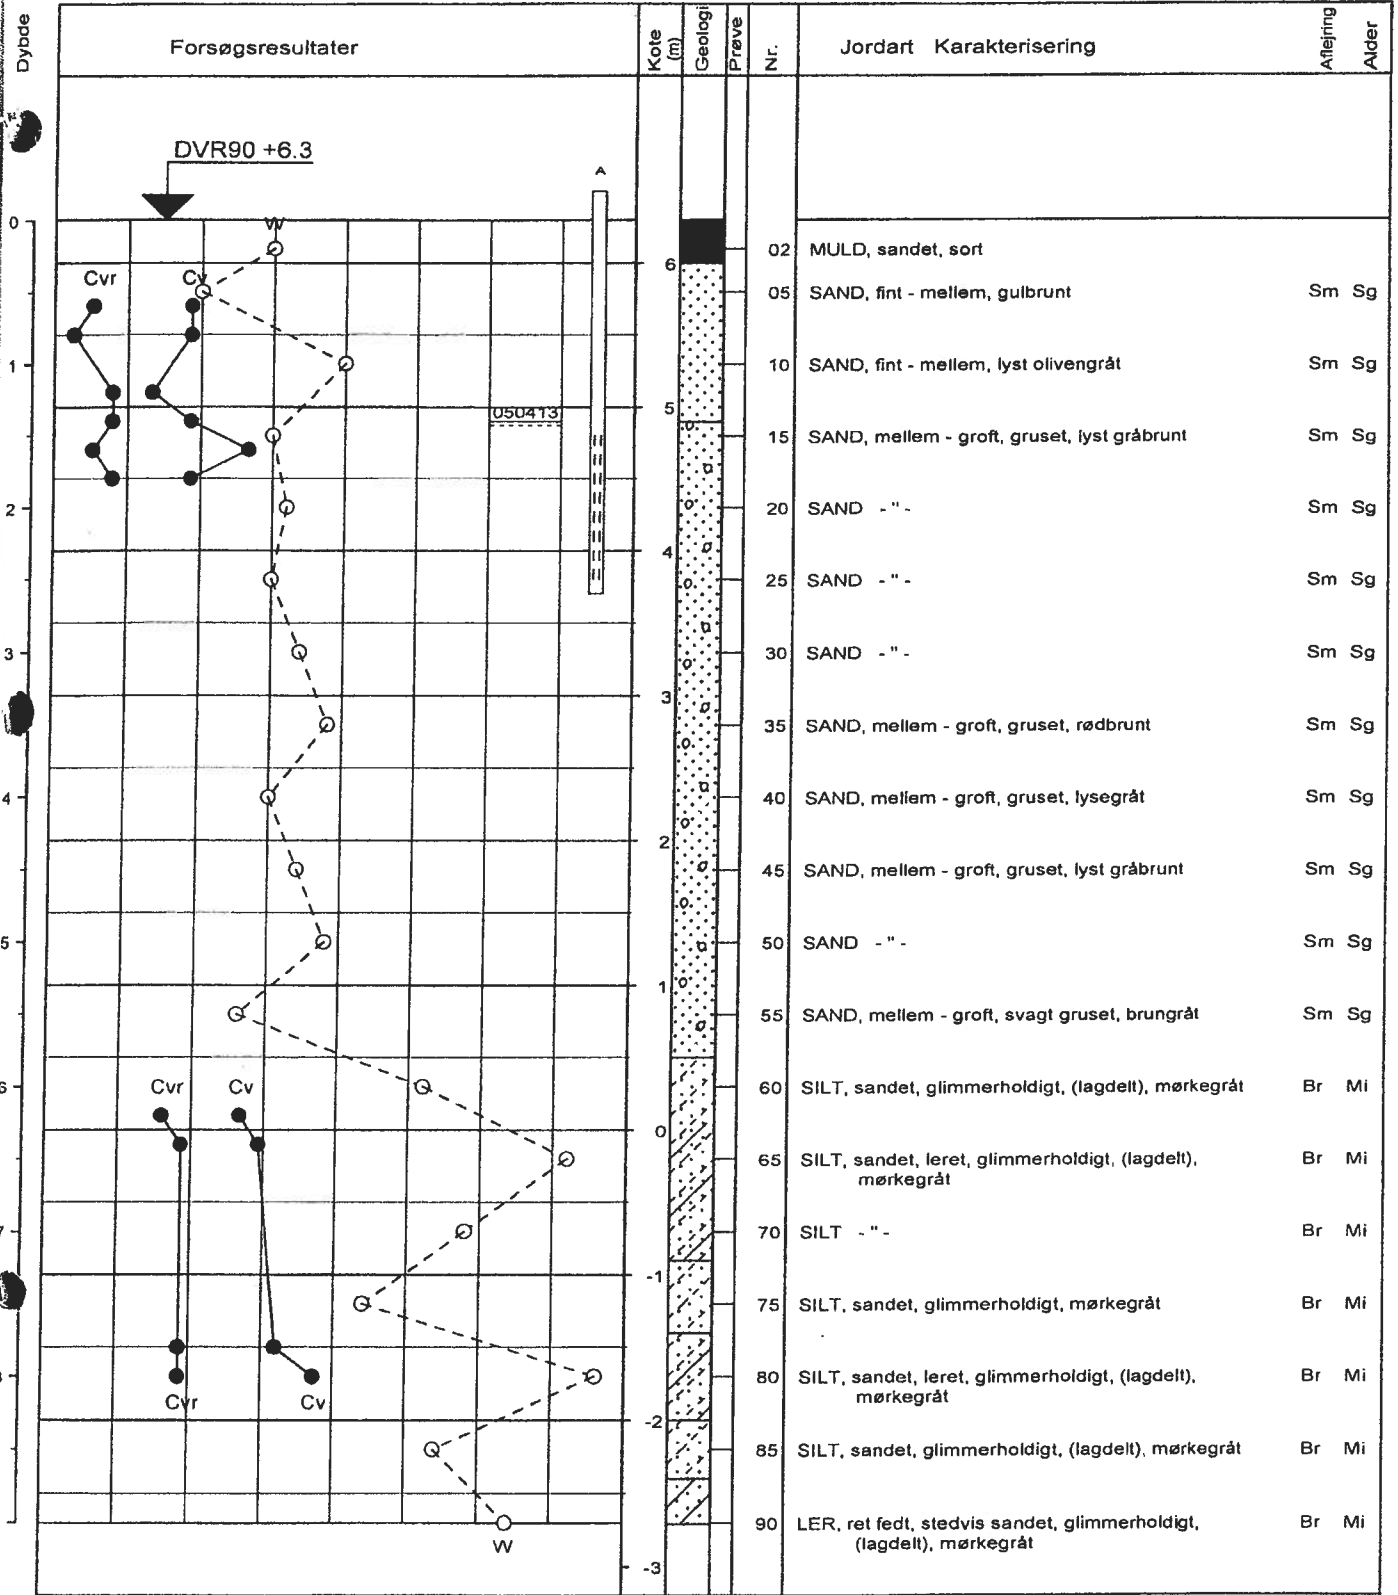 Dybde
Forsøgsresultater
Kote (m)
Geologi
Prøve
Nr.
Jordart Karakterisering
Aflejring
Alder
DVR90 +6.3
A
0
W
02 MULD, sandet, sort
6
Cvr Cv
05 SAND, fint - mellem, gulbrunt Sm Sg
1
10 SAND, fint - mellem, lyst olivengråt Sm Sg
050413
5
15 SAND, mellem - groft, gruset, lyst gråbrunt Sm Sg
2
20 SAND - " - Sm Sg
4
25 SAND - " - Sm Sg
3
30 SAND - " - Sm Sg
3
35 SAND, mellem - groft, gruset, rødbrunt Sm Sg
4
40 SAND, mellem - groft, gruset, lysegråt Sm Sg
2
45 SAND, mellem - groft, gruset, lyst gråbrunt Sm Sg
5
50 SAND - " - Sm Sg
1
55 SAND, mellem - groft, svagt gruset, brungråt Sm Sg
6
Cvr Cv
60 SILT, sandet, glimmerholdigt, (lagdelt), mørkegråt Br Mi
0
65 SILT, sandet, leret, glimmerholdigt, (lagdelt), Br Mi
mørkegråt
70 SILT - " - Br Mi
-1
75 SILT, sandet, glimmerholdigt, mørkegråt Br Mi
80 SILT, sandet, leret, glimmerholdigt, (lagdelt), Br Mi
mørkegråt
Cvr Cv
-2
85 SILT, sandet, glimmerholdigt, (lagdelt), mørkegråt Br Mi
90 LER, ret fedt, stedvis sandet, glimmerholdigt, Br Mi
(lagdelt), mørkegråt
W
-3